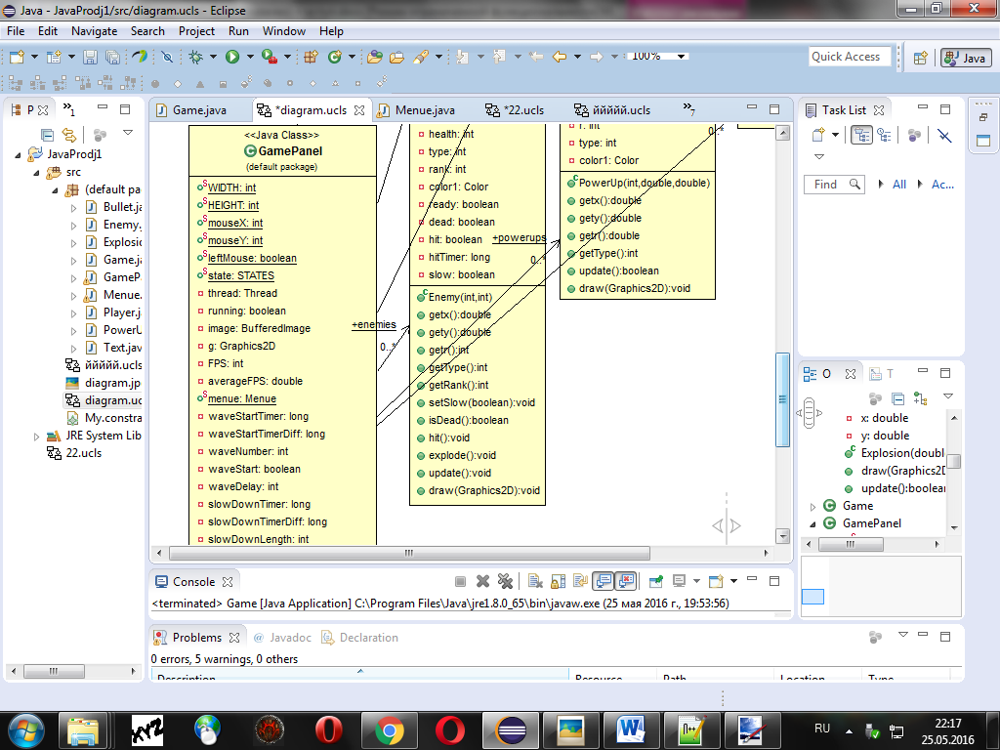 Java - JavaProdj1/src/diagram.ucls - Eclipse
File Edit Navigate Search Project Run Window Help
100%
Quick Access
Java
P
1
Game.java
*diagram.ucls
Menue.java
*22.ucls
ййййй.ucls
7
Task List
JavaProdj1
src
(default pa
Bullet.ja
Enemy.
Explosio
Game.ja
GameP
Menue.
Player.j
PowerU
Text.jav
ййййй.ucls
diagram.jp
diagram.uc
My.constra
JRE System Lib
22.ucls
<<Java Class>>
GamePanel
(default package)
WIDTH: int
HEIGHT: int
mouseX: int
mouseY: int
leftMouse: boolean
state: STATES
thread: Thread
running: boolean
image: BufferedImage
g: Graphics2D
FPS: int
averageFPS: double
menue: Menue
waveStartTimer: long
waveStartTimerDiff: long
waveNumber: int
waveStart: boolean
waveDelay: int
slowDownTimer: long
slowDownTimerDiff: long
slowDownLength: int
+enemies
0..*
health: int
type: int
rank: int
color1: Color
ready: boolean
dead: boolean
hit: boolean
hitTimer: long
slow: boolean
Enemy(int,int)
getx():double
gety():double
getr():int
getType():int
getRank():int
setSlow(boolean):void
isDead():boolean
hit():void
explode():void
update():void
draw(Graphics2D):void
+powerups
0..*
r: int
type: int
color1: Color
PowerUp(int,double,double)
getx():double
gety():double
getr():double
getType():int
update():boolean
draw(Graphics2D):void
0..*
Find
All
Ac...
O
T
x: double
y: double
Explosion(doubl
draw(Graphics2D
update():boolean
Game
GamePanel
Console
<terminated> Game [Java Application] C:\Program Files\Java\jre1.8.0_65\bin\javaw.exe (25 мая 2016 г., 19:53:56)
Problems
@ Javadoc
Declaration
0 errors, 5 warnings, 0 others
Description Resource Path Location Type
XYZ
RU
22:17
25.05.2016